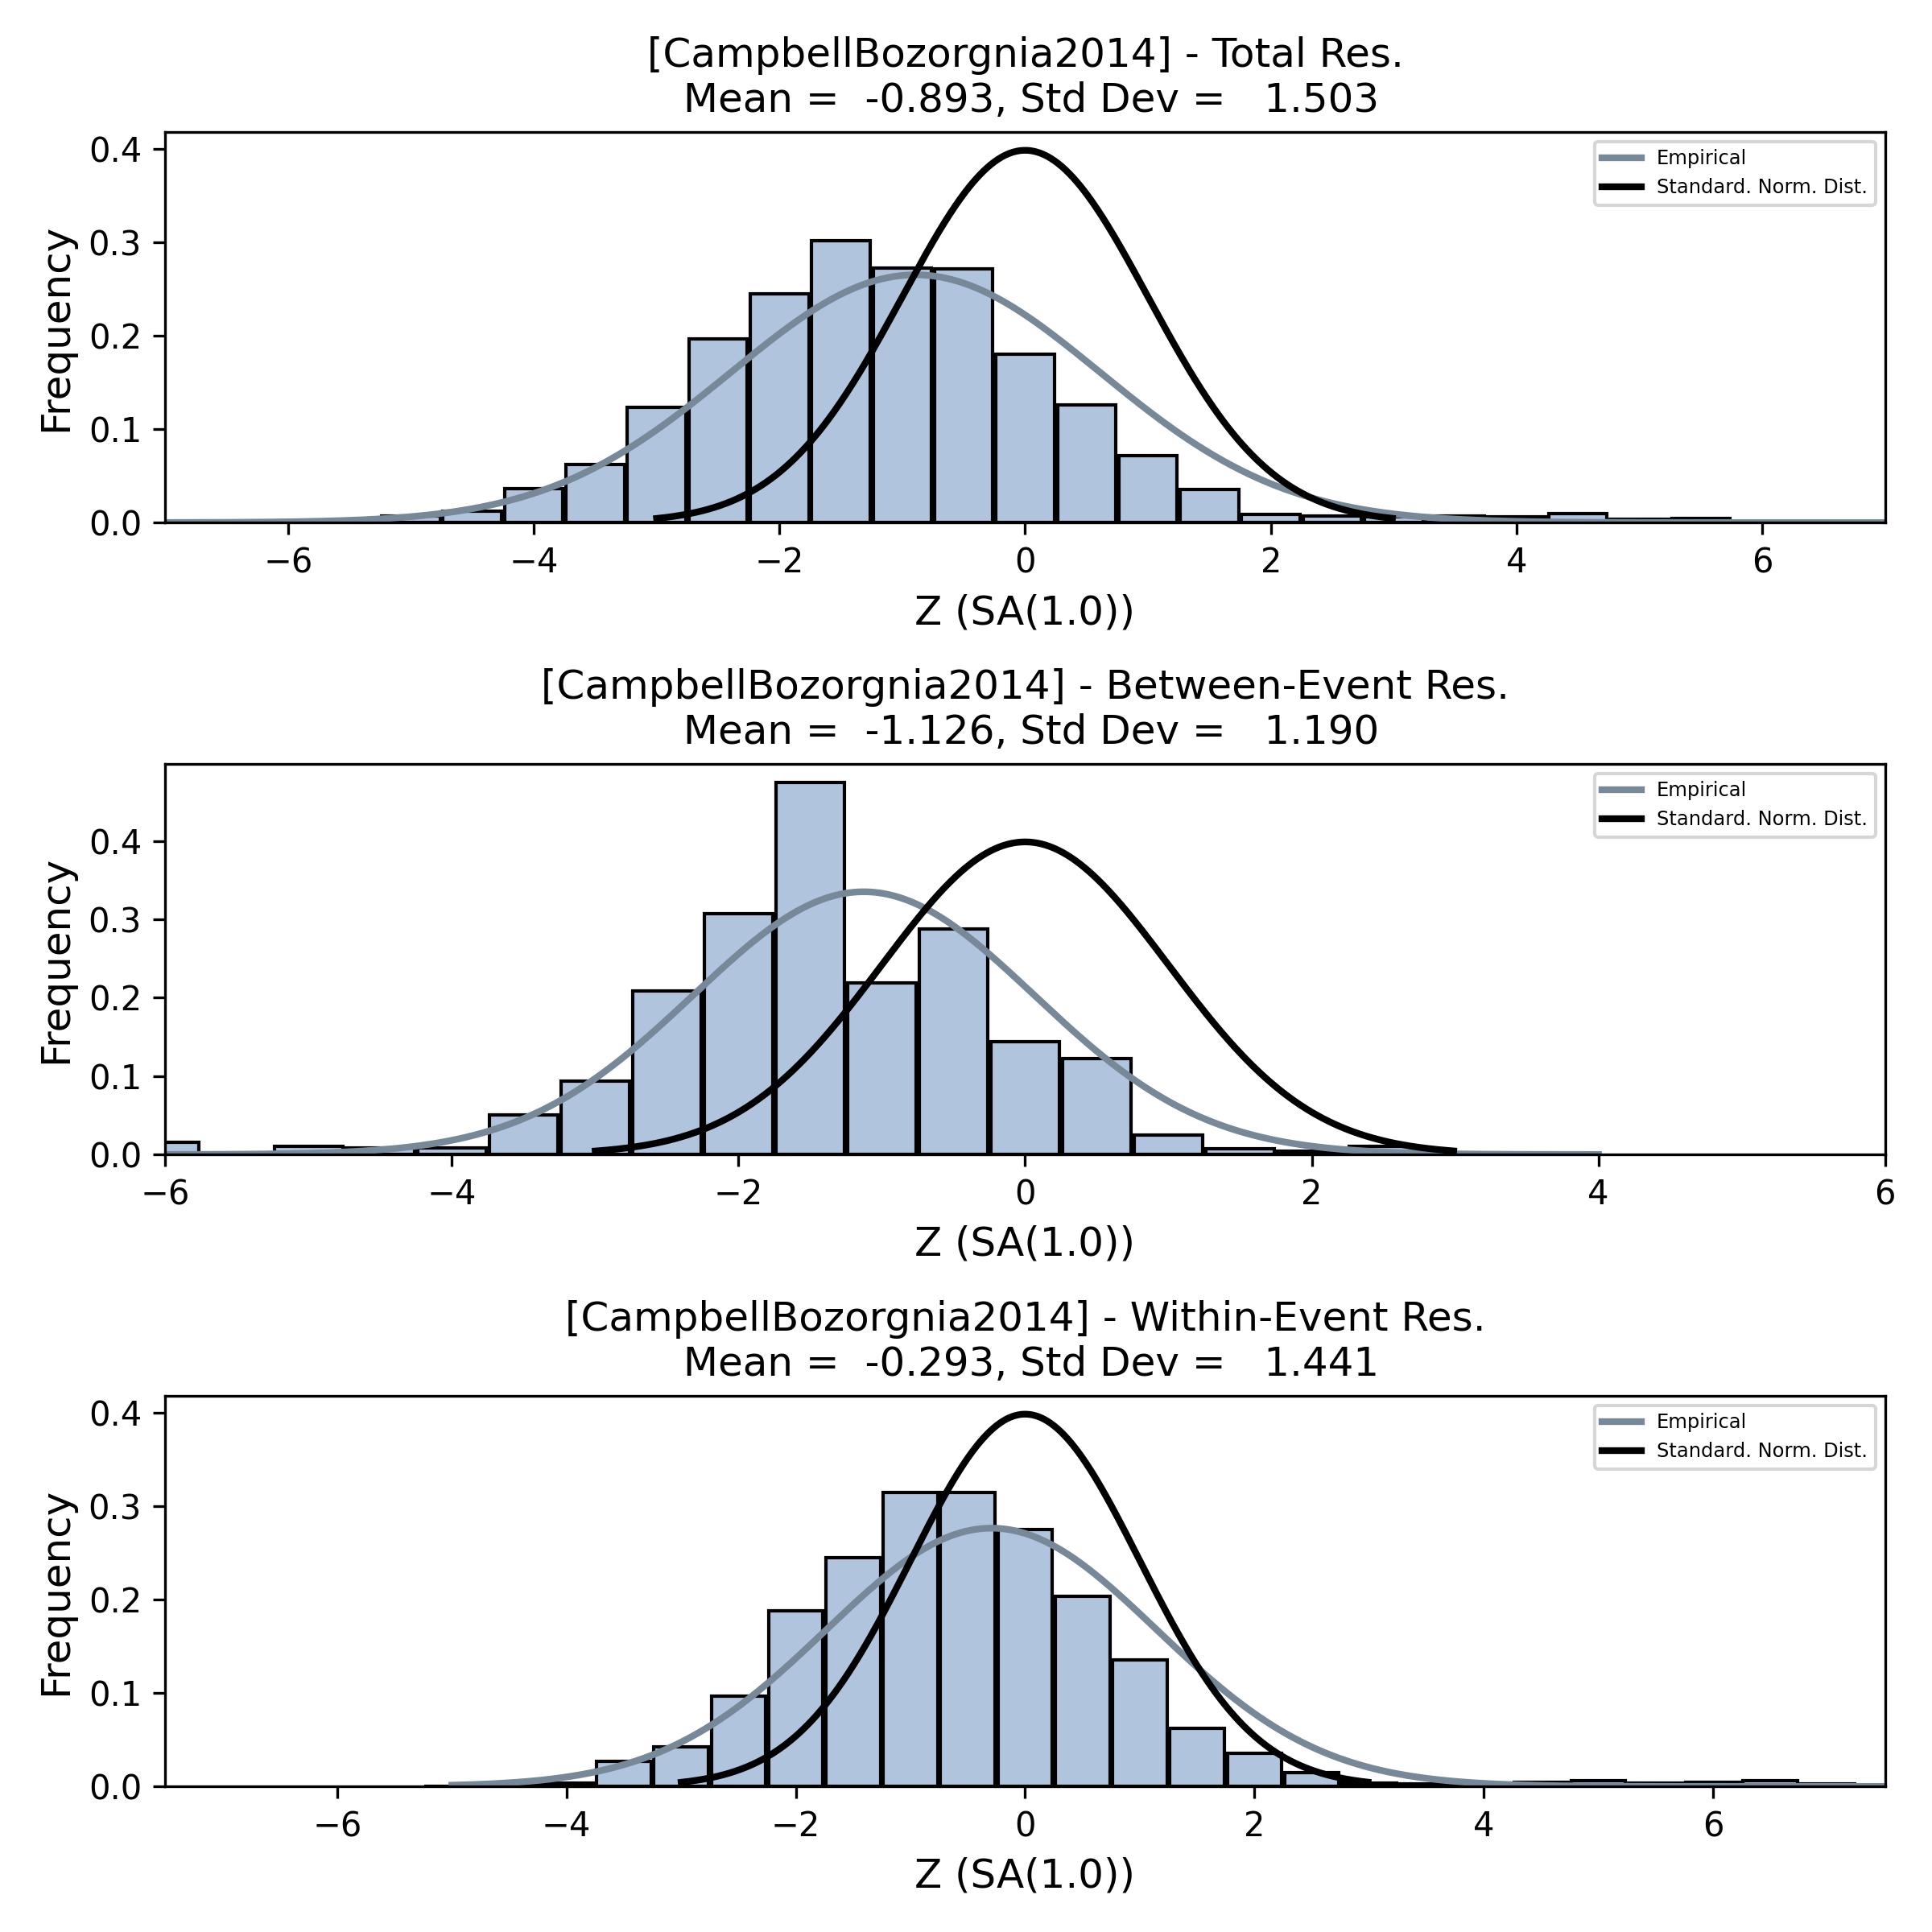 [CampbellBozorgnia2014] - Total Res.
Mean =  -0.893, Std Dev =   1.503
0.4
0.3
0.2
0.1
0.0
Frequency
Empirical
Standard. Norm. Dist.
−6 −4 −2 0 2 4 6
Z (SA(1.0))
[CampbellBozorgnia2014] - Between-Event Res.
Mean =  -1.126, Std Dev =   1.190
0.4
0.3
0.2
0.1
0.0
Frequency
Empirical
Standard. Norm. Dist.
−6 −4 −2 0 2 4 6
Z (SA(1.0))
[CampbellBozorgnia2014] - Within-Event Res.
Mean =  -0.293, Std Dev =   1.441
0.4
0.3
0.2
0.1
0.0
Frequency
Empirical
Standard. Norm. Dist.
−6 −4 −2 0 2 4 6
Z (SA(1.0))